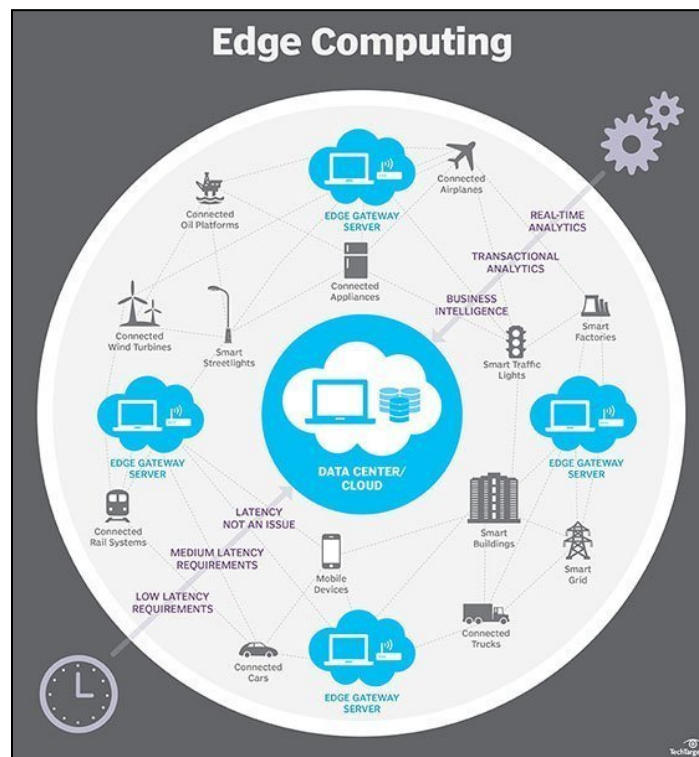 Edge Computing
Connected
Airplanes
EDGE GATEWAY
SERVER
Connected
Oil Platforms
REAL-TIME
ANALYTICS
TRANSACTIONAL
ANALYTICS
Connected
Appliances
BUSINESS
INTELLIGENCE
Connected
Wind Turbines
Smart
Streetlights
Smart
Factories
Smart Traffic
Lights
EDGE GATEWAY
SERVER
DATA CENTER/
CLOUD
EDGE GATEWAY
SERVER
LATENCY
NOT AN ISSUE
Connected
Rail Systems
Smart
Buildings
MEDIUM LATENCY
REQUIREMENTS
Mobile
Devices
Smart
Grid
LOW LATENCY
REQUIREMENTS
Connected
Trucks
Connected
Cars
EDGE GATEWAY
SERVER
TechTarget